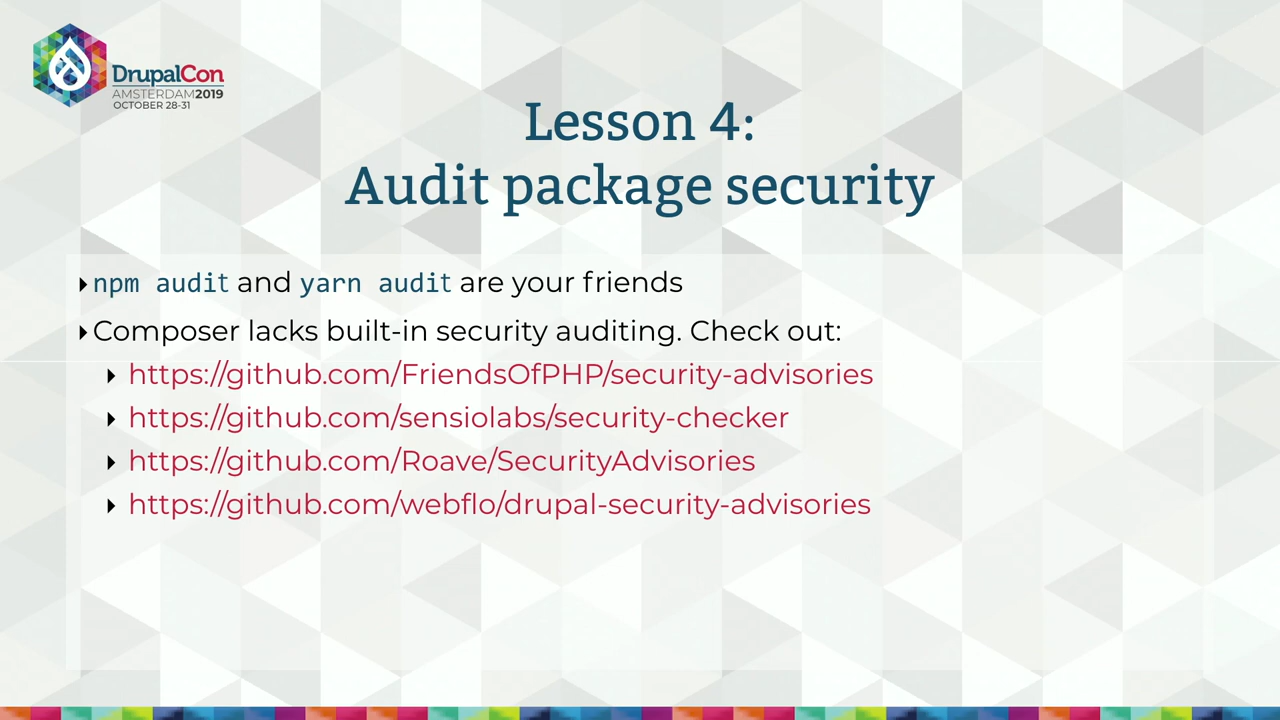 DrupalCon
AMSTERDAM2019
OCTOBER 28-31
Lesson 4:
Audit package security
npm audit and yarn audit are your friends
Composer lacks built-in security auditing. Check out:
https://github.com/FriendsOfPHP/security-advisories
https://github.com/sensiolabs/security-checker
https://github.com/Roave/SecurityAdvisories
https://github.com/webflo/drupal-security-advisories